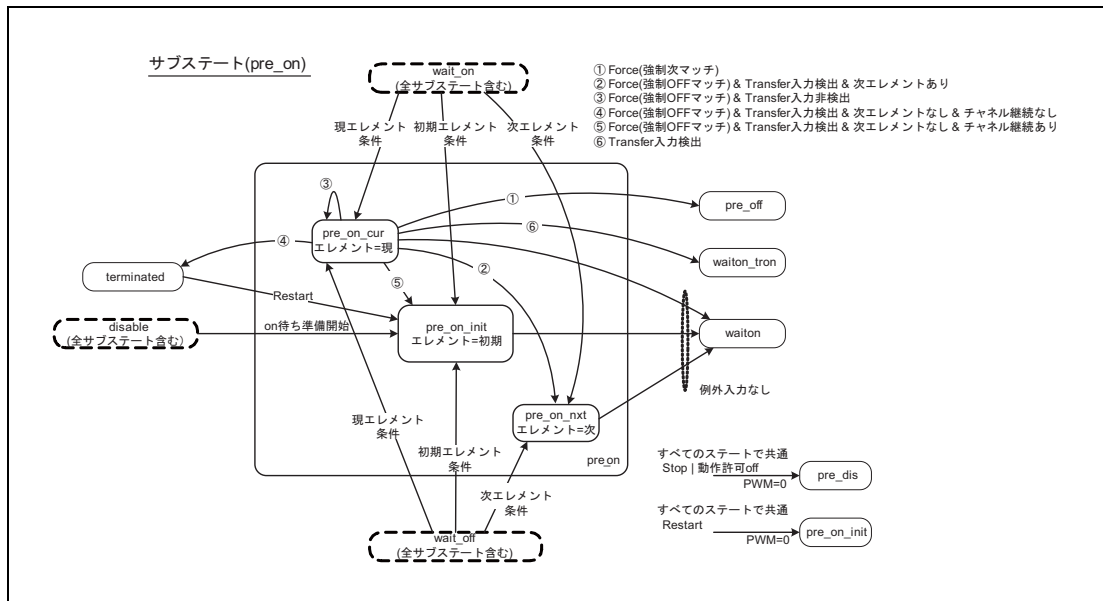 サブステート(pre_on)
wait_on
(全サブステート含む)
① Force(強制次マッチ)
② Force(強制OFFマッチ) & Transfer入力検出 & 次エレメントあり
③ Force(強制OFFマッチ) & Transfer入力非検出
④ Force(強制OFFマッチ) & Transfer入力検出 & 次エレメントなし & チャネル継続なし
⑤ Force(強制OFFマッチ) & Transfer入力検出 & 次エレメントなし & チャネル継続あり
⑥ Transfer入力検出
現エレメント
条件
初期エレメント
条件
次エレメント
条件
③
①
pre_off
pre_on_cur
エレメント=現
⑥
waiton_tron
④
②
terminated
⑤
Restart
disable
(全サブステート含む)
on待ち準備開始
pre_on_init
エレメント=初期
waiton
例外入力なし
pre_on_nxt
エレメント=次
現エレメント
条件
初期エレメント
条件
pre_on
次エレメント
条件
すべてのステートで共通
Stop | 動作許可off
PWM=0
pre_dis
すべてのステートで共通
Restart
PWM=0
pre_on_init
wait_off
(全サブステート含む)